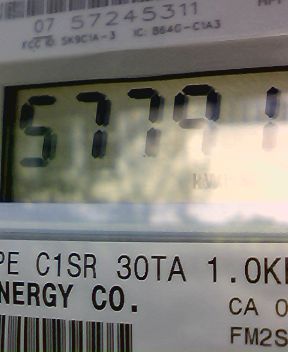 07 57245311
FCC ID: SK9C1A-3 IC: 864G-C1A3
57791
KWH
PE C1SR 30TA 1.0K
NERGY CO.
CA 0
FM2S